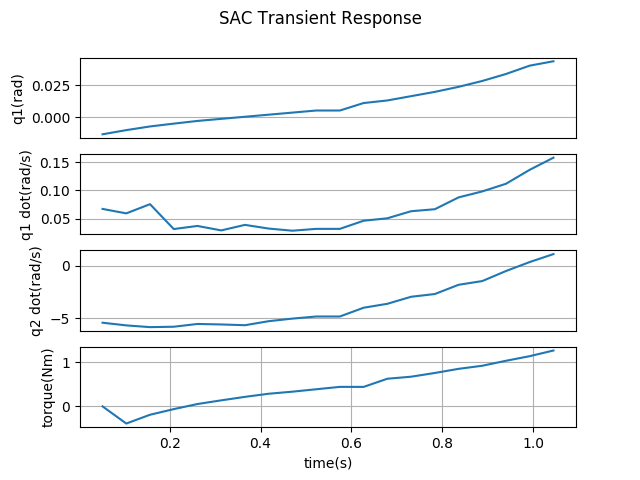 SAC Transient Response
q1(rad)
0.025
0.000
q1 dot(rad/s)
0.15
0.10
0.05
q2 dot(rad/s)
0
−5
torque(Nm)
1
0
0.2 0.4 0.6 0.8 1.0
time(s)